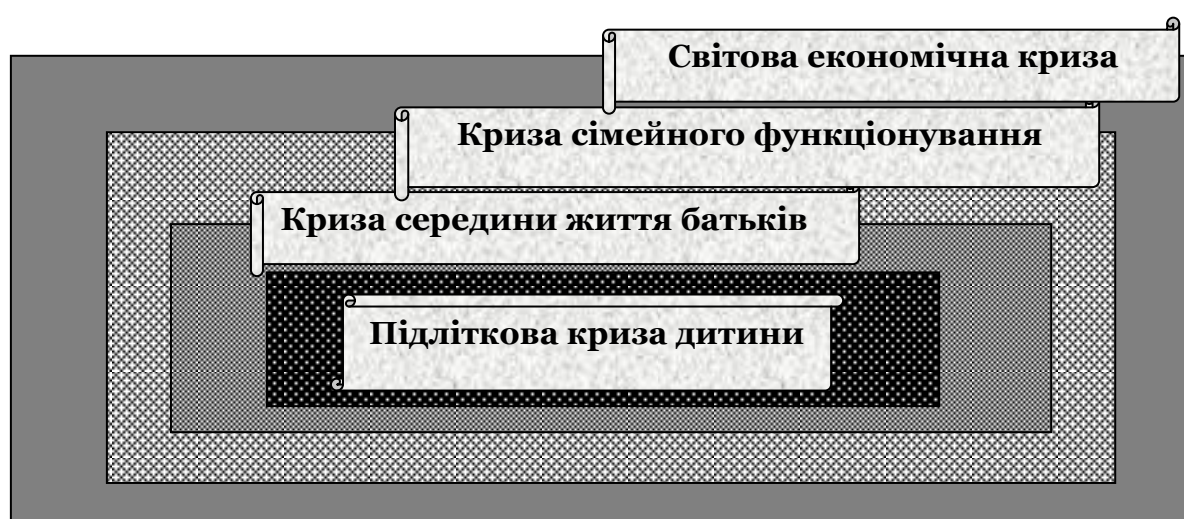 Світова економічна криза
Криза сімейного функціонування
Криза середини життя батьків
Підліткова криза дитини